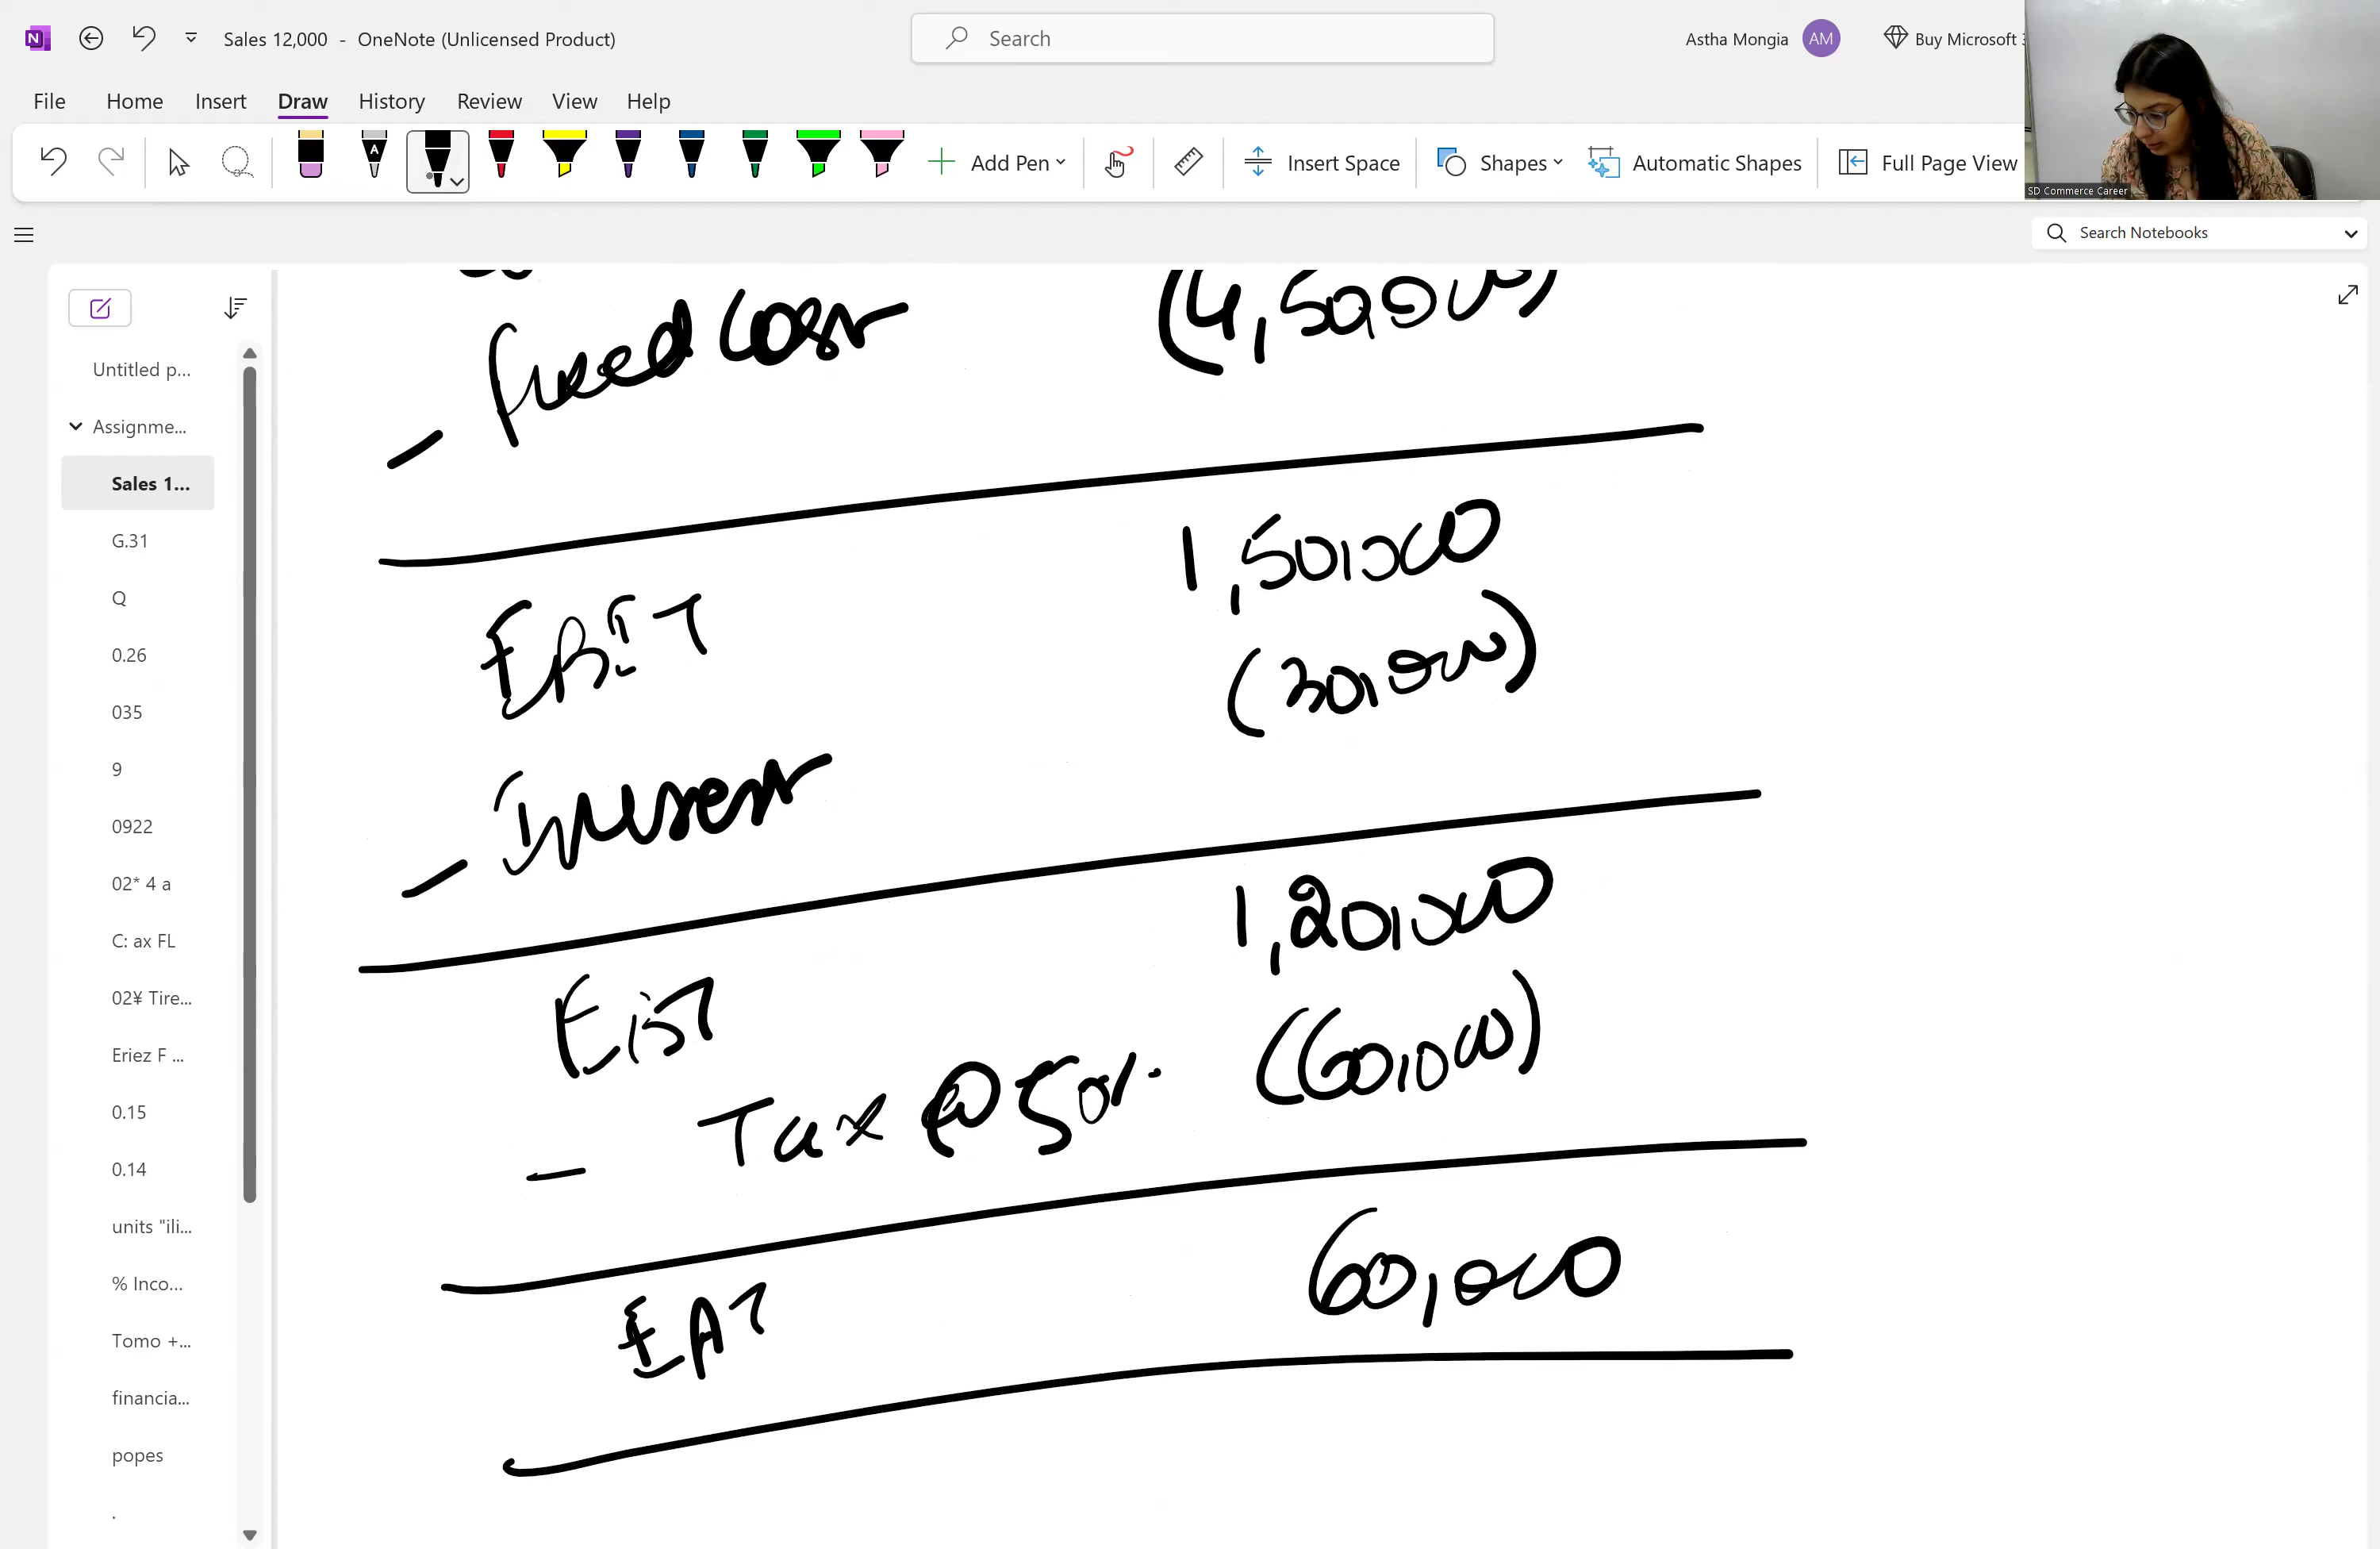 Sales 12,000 - OneNote (Unlicensed Product)
Search
Astha Mongia AM
Buy Microsoft
File Home Insert Draw History Review View Help
Add Pen Insert Space Shapes Automatic Shapes Full Page View
SD Commerce Career
Search Notebooks
Untitled p...
Assignme...
Sales 1...
G.31
Q
0.26
035
9
0922
02* 4 a
C: ax FL
02¥ Tire...
Eriez F ...
0.15
0.14
units "ili...
% Inco...
Tomo +...
financia...
popes
.
- fixed cost (4,50,000)
EBIT 1,50,000
- Interest (30,000)
EBT 1,20,000
- Tax @ 50% (60,000)
EAT 60,000